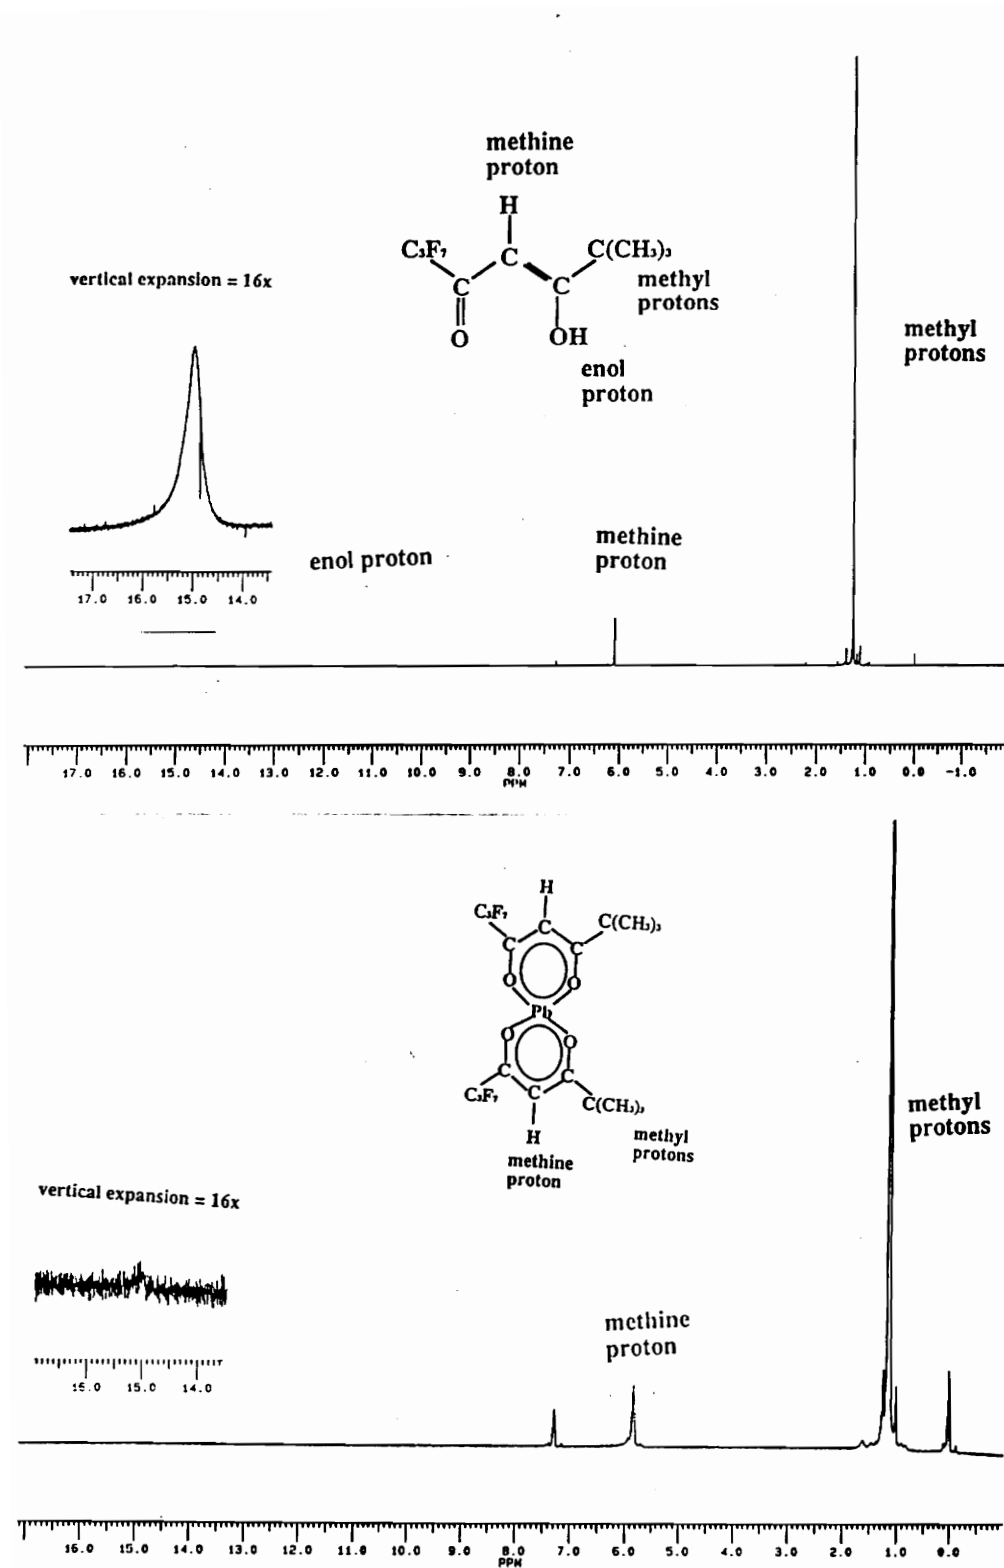 methine
proton
H
C₃F₇ C C(CH₃)₃
vertical expansion = 16x
C C
methyl
protons
O OH
methyl
protons
enol
proton
methine
proton
enol proton
17.0 16.0 15.0 14.0
17.0 16.0 15.0 14.0 13.0 12.0 11.0 10.0 9.0 8.0 7.0 6.0 5.0 4.0 3.0 2.0 1.0 0.0 -1.0
PPM
H
C₃F₇ C C(CH₃)₃
C C
O O
Pb
O O
C C
C₃F₇ C C(CH₃)₃
H
methine
proton
methyl
protons
methyl
protons
vertical expansion = 16x
methine
proton
16.0 15.0 14.0
16.0 15.0 14.0 13.0 12.0 11.0 10.0 9.0 8.0 7.0 6.0 5.0 4.0 3.0 2.0 1.0 0.0
PPM